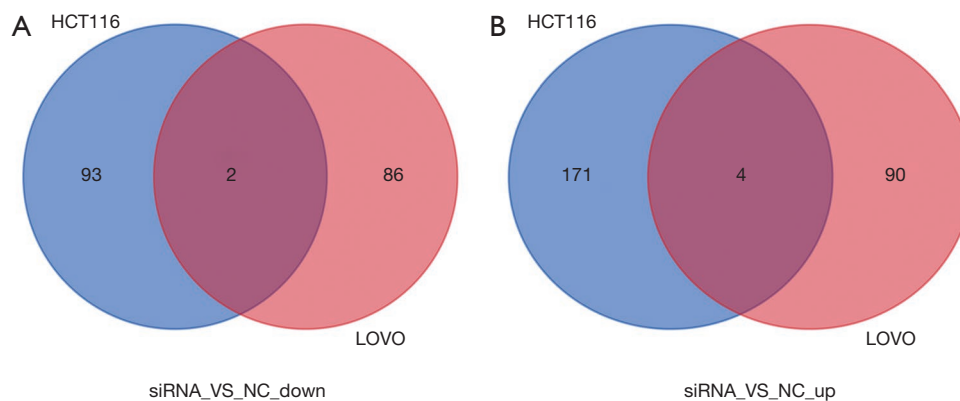 A
HCT116
93
2
86
LOVO
siRNA_VS_NC_down
B
HCT116
171
4
90
LOVO
siRNA_VS_NC_up